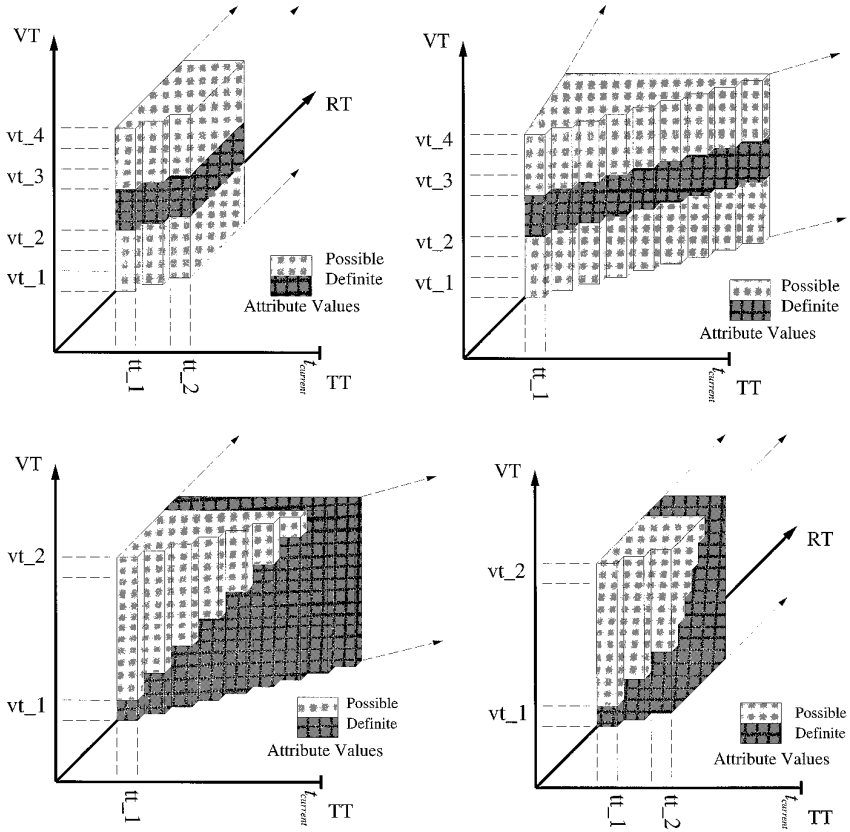 VT
RT
vt_4
vt_3
vt_2
vt_1
Possible
Definite
Attribute Values
tt_1
tt_2
t_current
TT
VT
vt_4
vt_3
vt_2
vt_1
Possible
Definite
Attribute Values
tt_1
t_current
TT
VT
vt_2
vt_1
Possible
Definite
Attribute Values
tt_1
t_current
TT
VT
RT
vt_2
vt_1
Possible
Definite
Attribute Values
tt_1
tt_2
t_current
TT